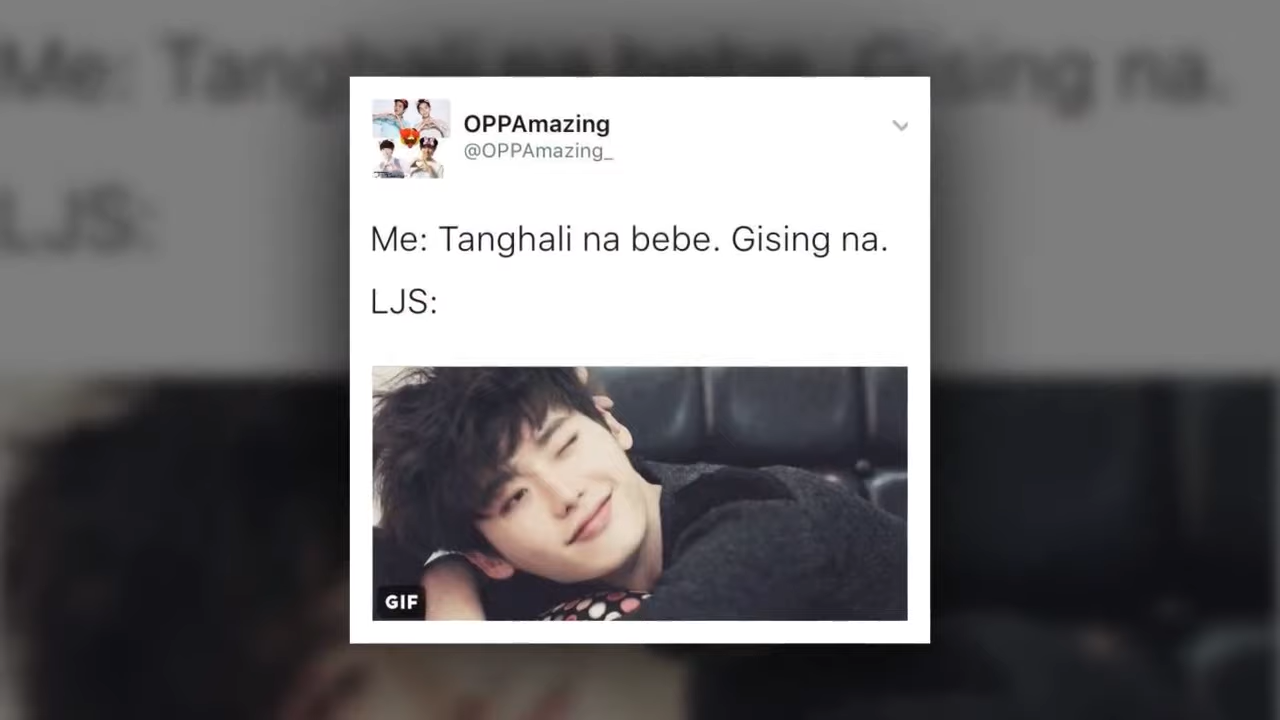 OPPAmazing
@OPPAmazing_
Me: Tanghali na bebe. Gising na.
LJS:
GIF